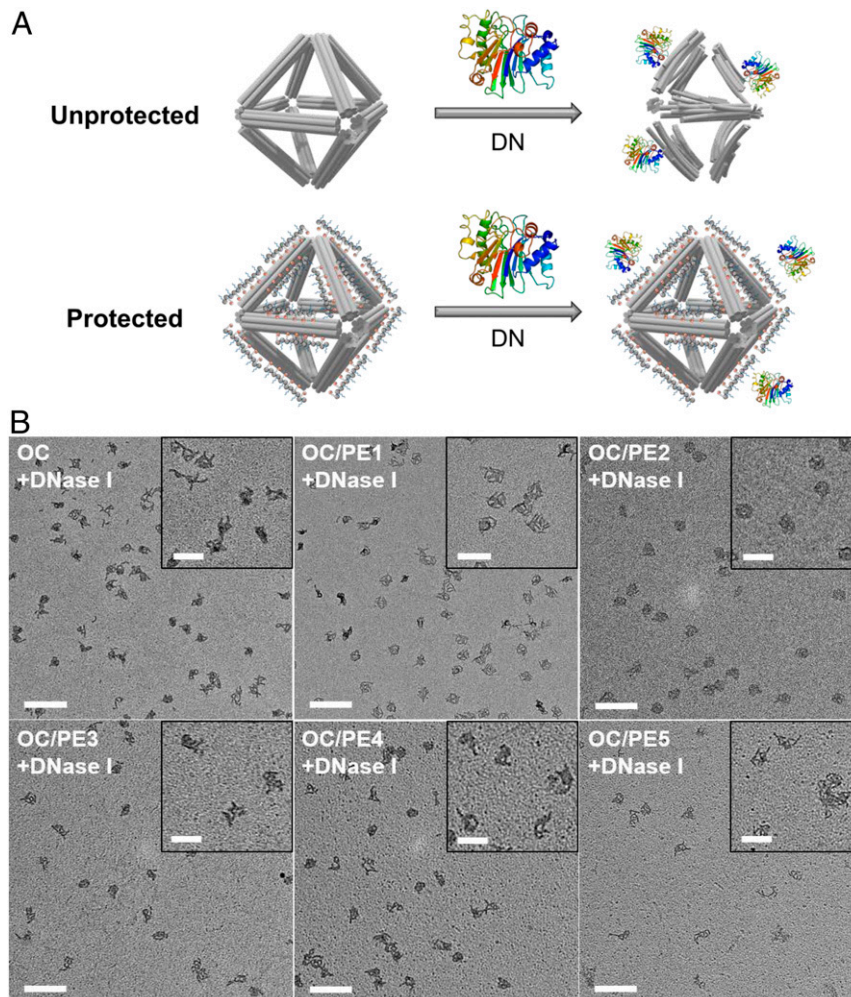 A
Unprotected
DN
Protected
DN
B
OC
+DNase I
OC/PE1
+DNase I
OC/PE2
+DNase I
OC/PE3
+DNase I
OC/PE4
+DNase I
OC/PE5
+DNase I